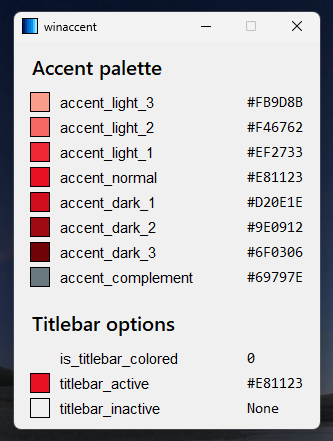 winaccent
Accent palette
accent_light_3 #FB9D8B
accent_light_2 #F46762
accent_light_1 #EF2733
accent_normal #E81123
accent_dark_1 #D20E1E
accent_dark_2 #9E0912
accent_dark_3 #6F0306
accent_complement #69797E
Titlebar options
is_titlebar_colored 0
titlebar_active #E81123
titlebar_inactive None